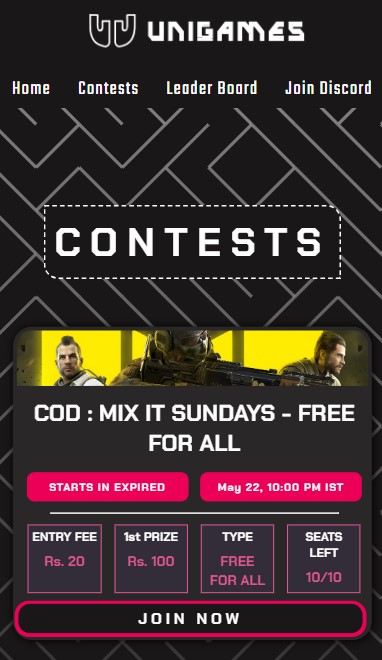 UNIGAMES
Home Contests Leader Board Join Discord
CONTESTS
COD : MIX IT SUNDAYS - FREE
FOR ALL
STARTS IN EXPIRED May 22, 10:00 PM IST
ENTRY FEE
Rs. 20
1st PRIZE
Rs. 100
TYPE
FREE
FOR ALL
SEATS
LEFT
10/10
JOIN NOW